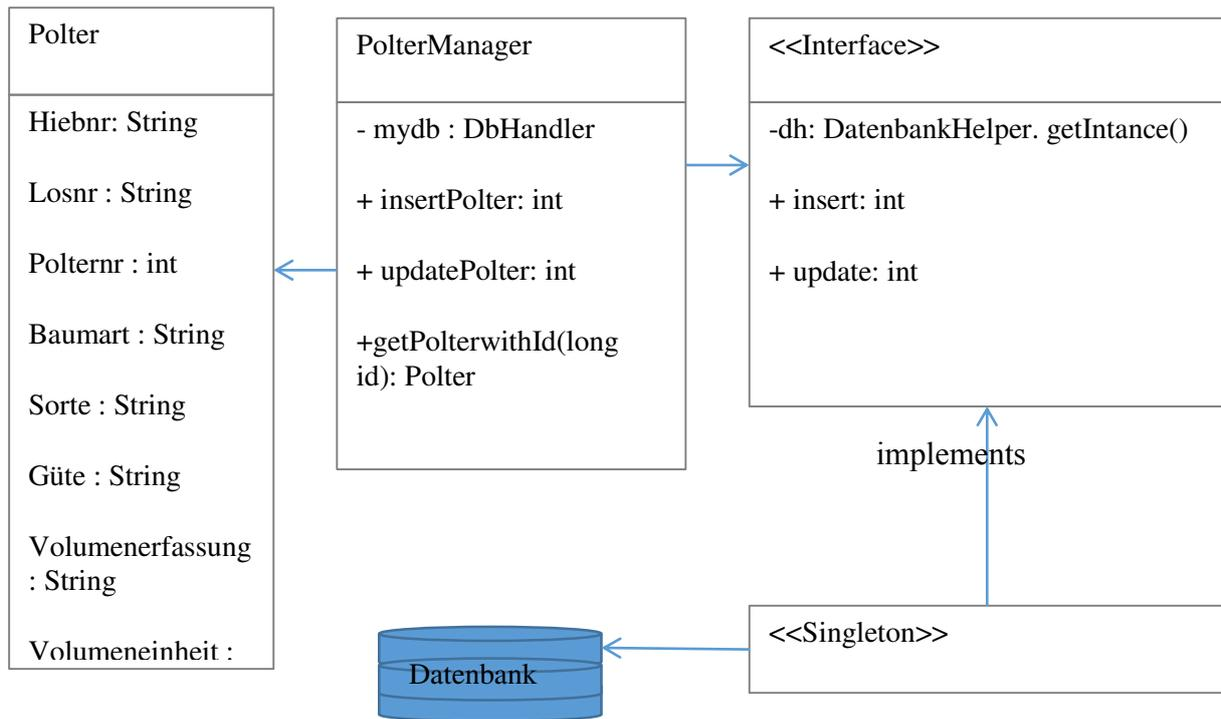 Polter
Hiebnr: String
Losnr : String
Polternr : int
Baumart : String
Sorte : String
Güte : String
Volumenerfassung
: String
Volumeneinheit :
PolterManager
- mydb : DbHandler
+ insertPolter: int
+ updatePolter: int
+getPolterwithId(long
id): Polter
<<Interface>>
-dh: DatenbankHelper. getIntance()
+ insert: int
+ update: int
implements
<<Singleton>>
Datenbank